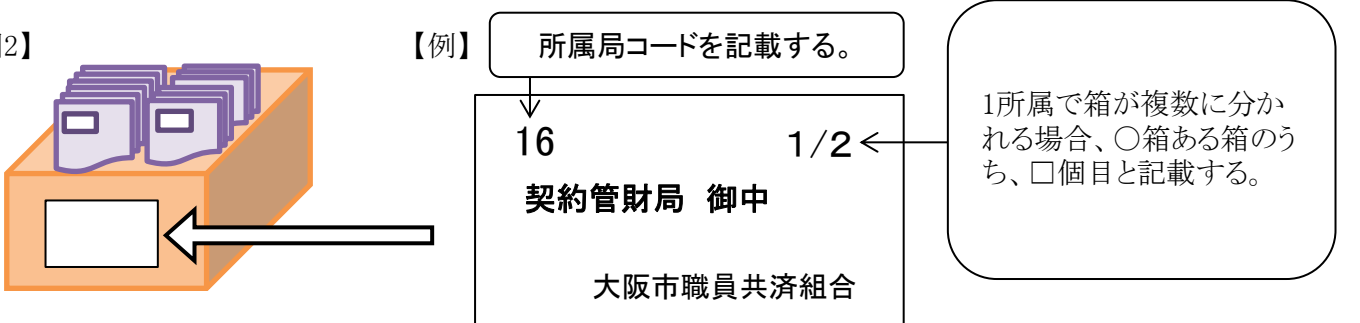 2】
【例】
所属局コードを記載する。
16
1/2
契約管財局 御中
大阪市職員共済組合
1所属で箱が複数に分か
れる場合、○箱ある箱のう
ち、□個目と記載する。